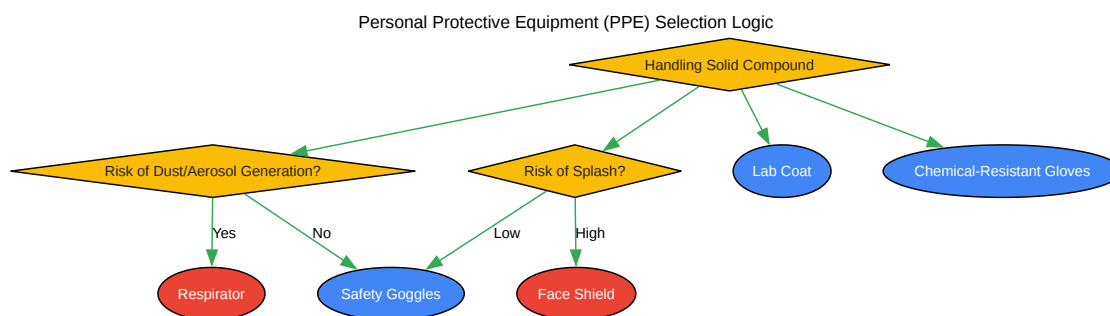 Personal Protective Equipment (PPE) Selection Logic
Handling Solid Compound
Risk of Dust/Aerosol Generation?
Risk of Splash?
Lab Coat
Chemical-Resistant Gloves
Yes
No
Low
High
Respirator
Safety Goggles
Face Shield